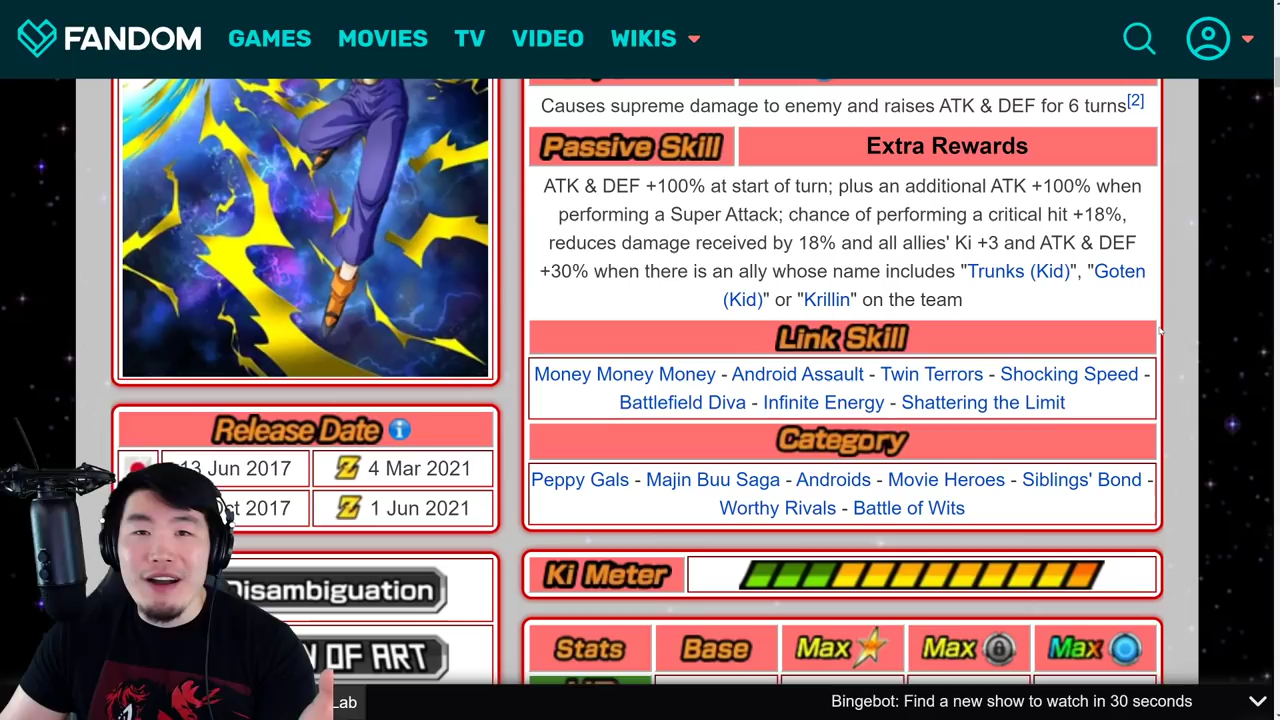 FANDOM GAMES MOVIES TV VIDEO WIKIS
Causes supreme damage to enemy and raises ATK & DEF for 6 turns[2]
Passive Skill
Extra Rewards
ATK & DEF +100% at start of turn; plus an additional ATK +100% when
performing a Super Attack; chance of performing a critical hit +18%,
reduces damage received by 18% and all allies' Ki +3 and ATK & DEF
+30% when there is an ally whose name includes "Trunks (Kid)", "Goten
(Kid)" or "Krillin" on the team
Link Skill
Money Money Money - Android Assault - Twin Terrors - Shocking Speed -
Battlefield Diva - Infinite Energy - Shattering the Limit
Category
Peppy Gals - Majin Buu Saga - Androids - Movie Heroes - Siblings' Bond -
Worthy Rivals - Battle of Wits
Release Date
13 Jun 2017 4 Mar 2021
Oct 2017 1 Jun 2021
Disambiguation
OF ART
Ki Meter
Stats Base Max Max Max
Lab
Bingebot: Find a new show to watch in 30 seconds